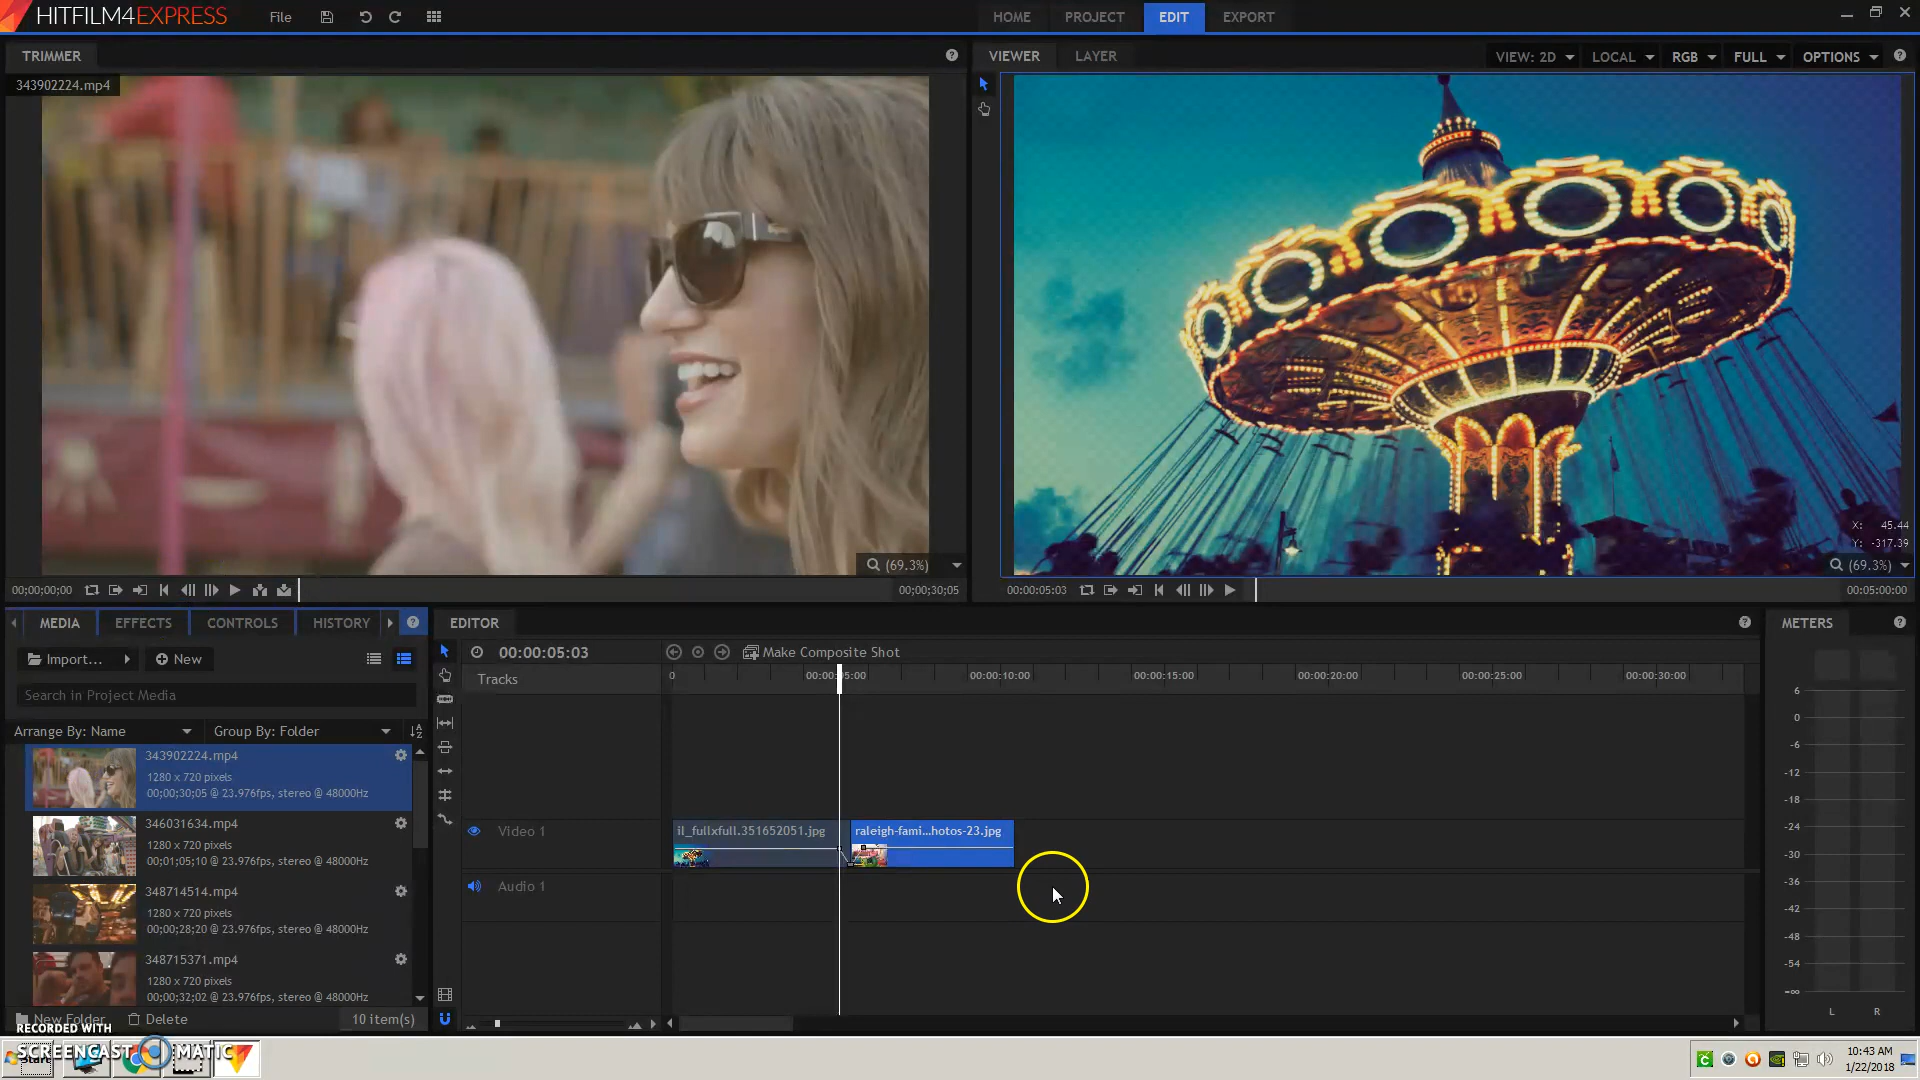 HITFILM4EXPRESS
File
HOME
PROJECT
EDIT
EXPORT
TRIMMER
343902224.mp4
VIEWER
LAYER
VIEW: 2D
LOCAL
RGB
FULL
OPTIONS
X: 45.44
Y: -317.39
(69.3%)
(69.3%)
00;00;00;00
00;00;30;05
00:00:05:03
00:05:00:00
MEDIA
EFFECTS
CONTROLS
HISTORY
EDITOR
METERS
Import...
New
00:00:05:03
Make Composite Shot
Search in Project Media
Tracks
0
00:00:05:00
00:00:10:00
00:00:15:00
00:00:20:00
00:00:25:00
00:00:30:00
Arrange By: Name
Group By: Folder
343902224.mp4
1280 x 720 pixels
00;00;30;05 @ 23.976fps, stereo @ 48000Hz
346031634.mp4
1280 x 720 pixels
00;01;05;10 @ 23.976fps, stereo @ 48000Hz
348714514.mp4
1280 x 720 pixels
00;00;28;20 @ 23.976fps, stereo @ 48000Hz
348715371.mp4
1280 x 720 pixels
00;00;32;02 @ 23.976fps, stereo @ 48000Hz
Video 1
il_fullxfull.351652051.jpg
raleigh-fami...hotos-23.jpg
Audio 1
6
0
-6
-12
-18
-24
-30
-36
-42
-48
-54
-∞
L
R
New Folder
Delete
10 item(s)
RECORDED WITH
SCREENCAST MATIC
Start
10:43 AM
1/22/2018